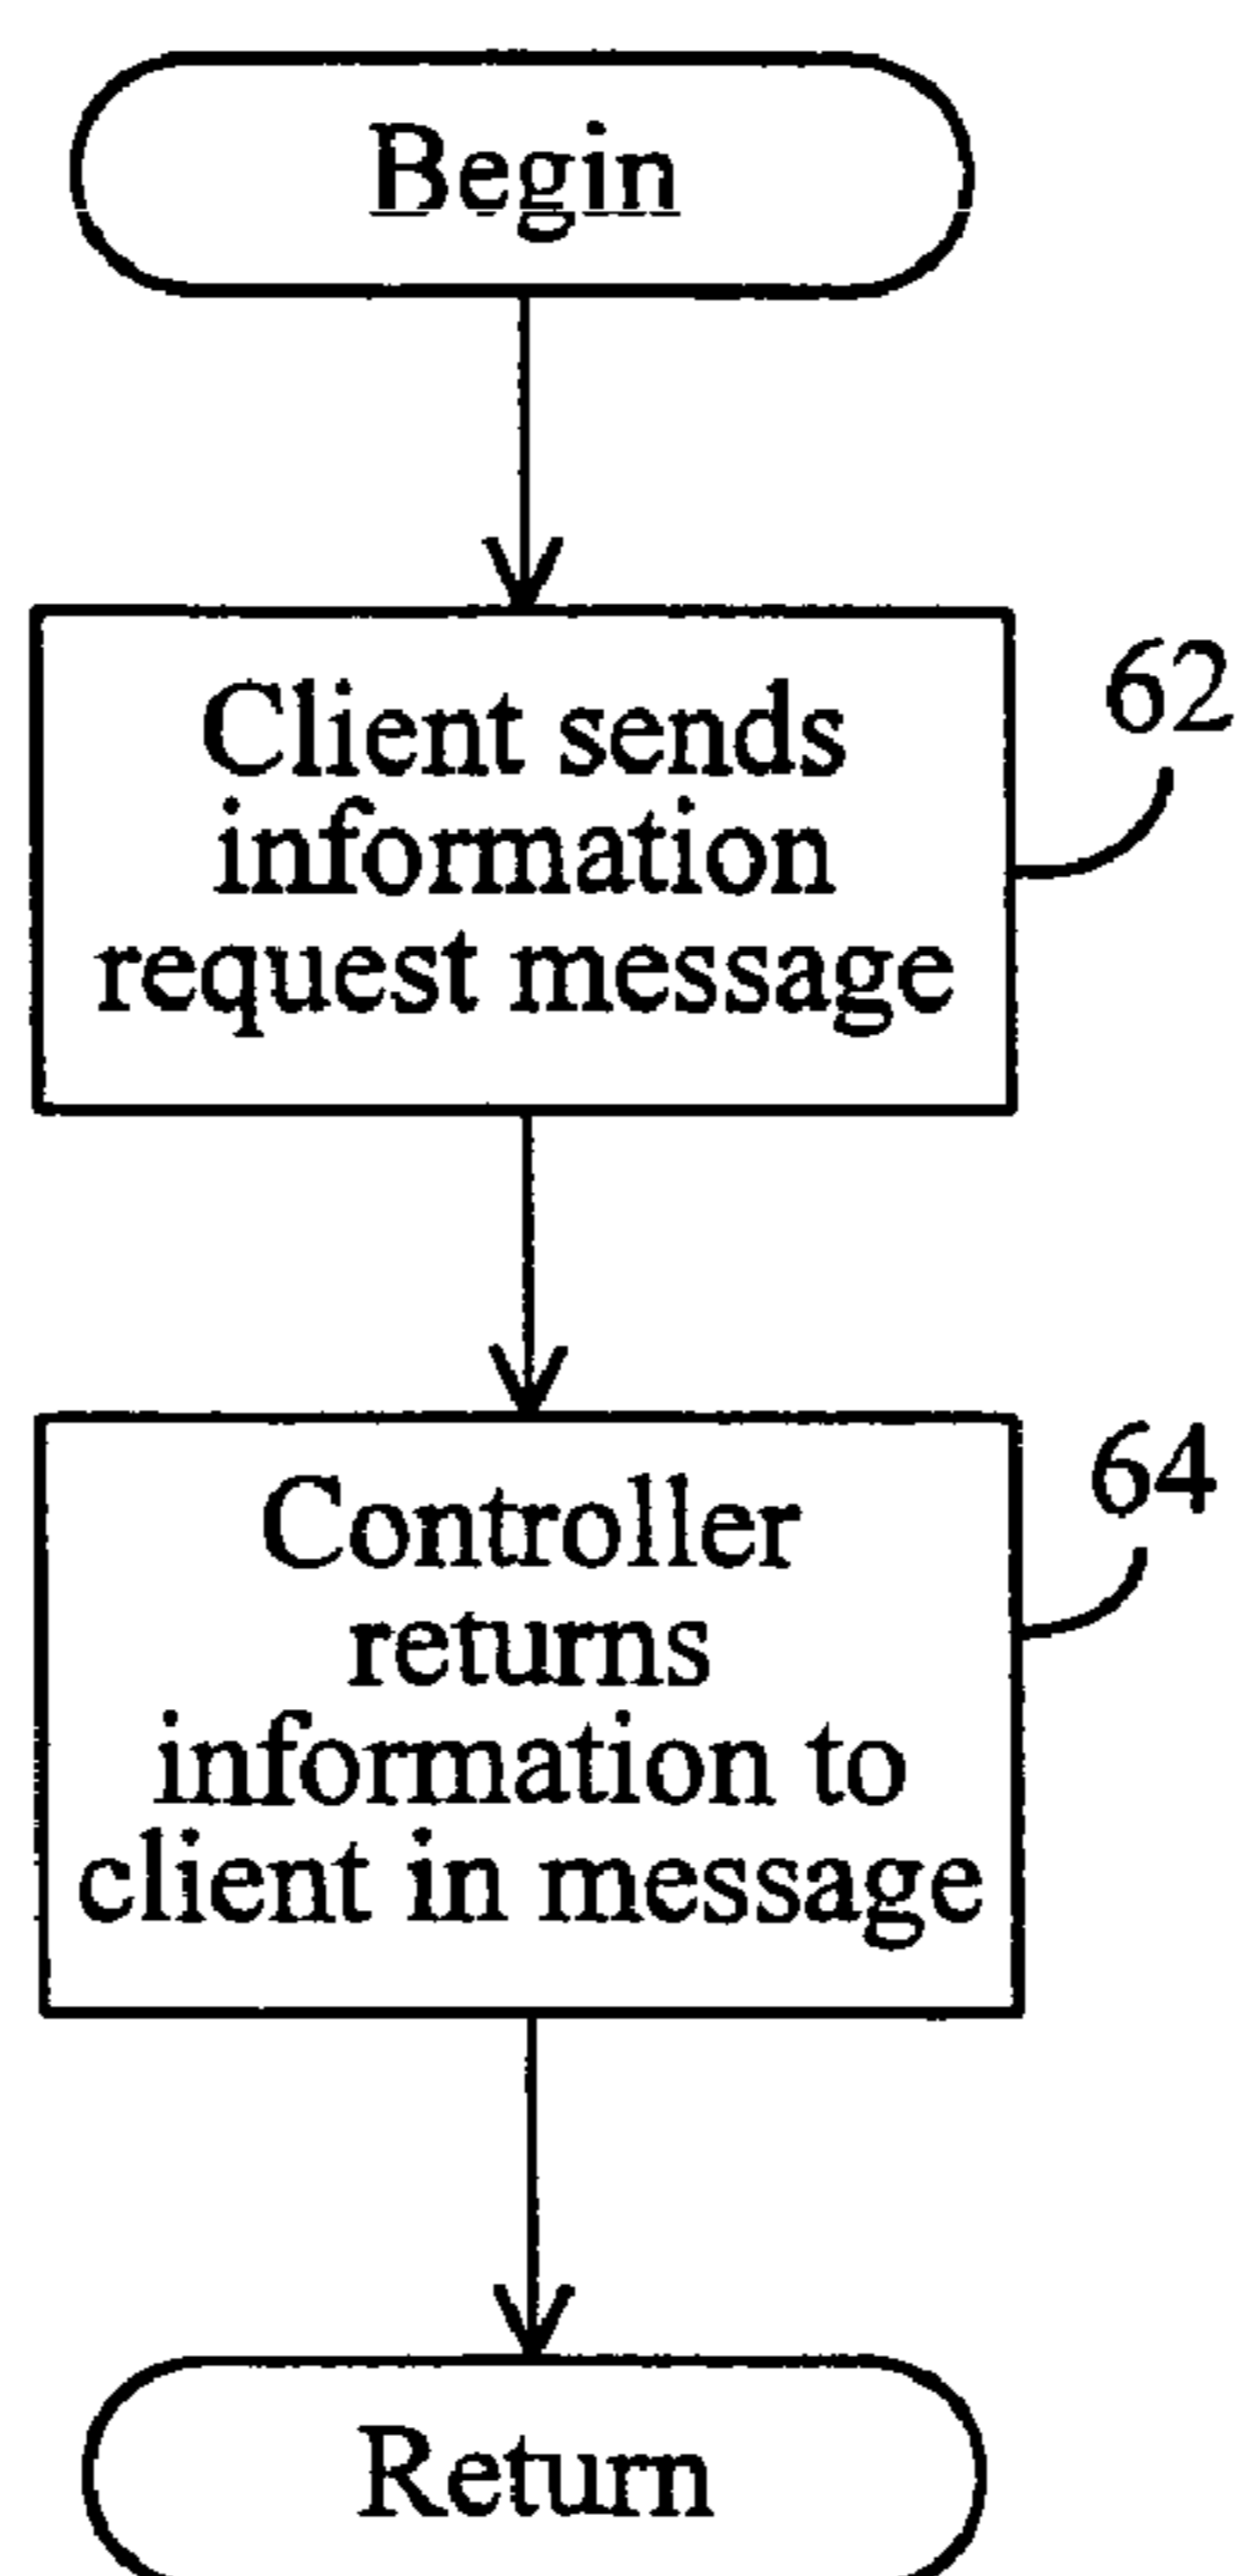 Begin
Client sends
information
request message
62
Controller
returns
information to
client in message
64
Return